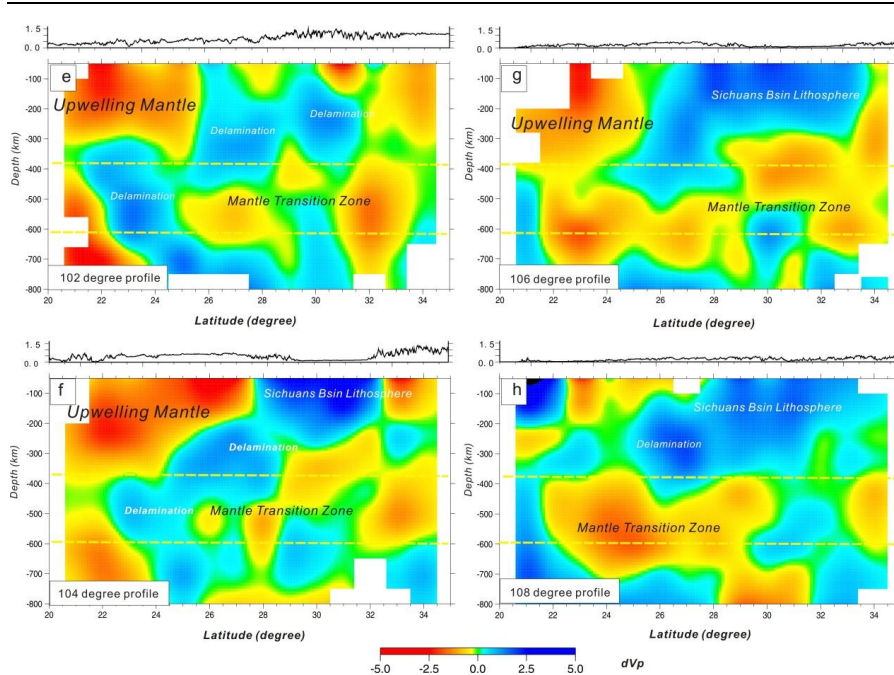 1.5
0.0
e
Upwelling Mantle
Delamination
Delamination
Delamination
Mantle Transition Zone
102 degree profile
-100
-200
-300
-400
-500
-600
-700
-800
Depth (km)
20 22 24 26 28 30 32 34
Latitude (degree)
1.5
0.0
g
Sichuans Bsin Lithosphere
Upwelling Mantle
Mantle Transition Zone
106 degree profile
-100
-200
-300
-400
-500
-600
-700
-800
Depth (km)
20 22 24 26 28 30 32 34
Latitude (degree)
1.5
0.0
f
Sichuans Bsin Lithosphere
Upwelling Mantle
Delamination
Delamination
Mantle Transition Zone
104 degree profile
-100
-200
-300
-400
-500
-600
-700
-800
Depth (km)
20 22 24 26 28 30 32 34
Latitude (degree)
1.5
0.0
h
Sichuans Bsin Lithosphere
Delamination
Mantle Transition Zone
108 degree profile
-100
-200
-300
-400
-500
-600
-700
-800
Depth (km)
20 22 24 26 28 30 32 34
Latitude (degree)
-5.0 -2.5 0.0 2.5 5.0
dVp